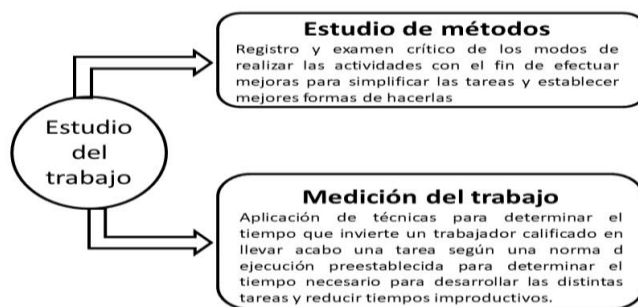 Estudio de métodos
Registro y examen crítico de los modos de
realizar las actividades con el fin de efectuar
mejoras para simplificar las tareas y establecer
mejores formas de hacerlas
Estudio
del
trabajo
Medición del trabajo
Aplicación de técnicas para determinar el
tiempo que invierte un trabajador calificado en
llevar acabo una tarea según una norma d
ejecución preestablecida para determinar el
tiempo necesario para desarrollar las distintas
tareas y reducir tiempos improductivos.